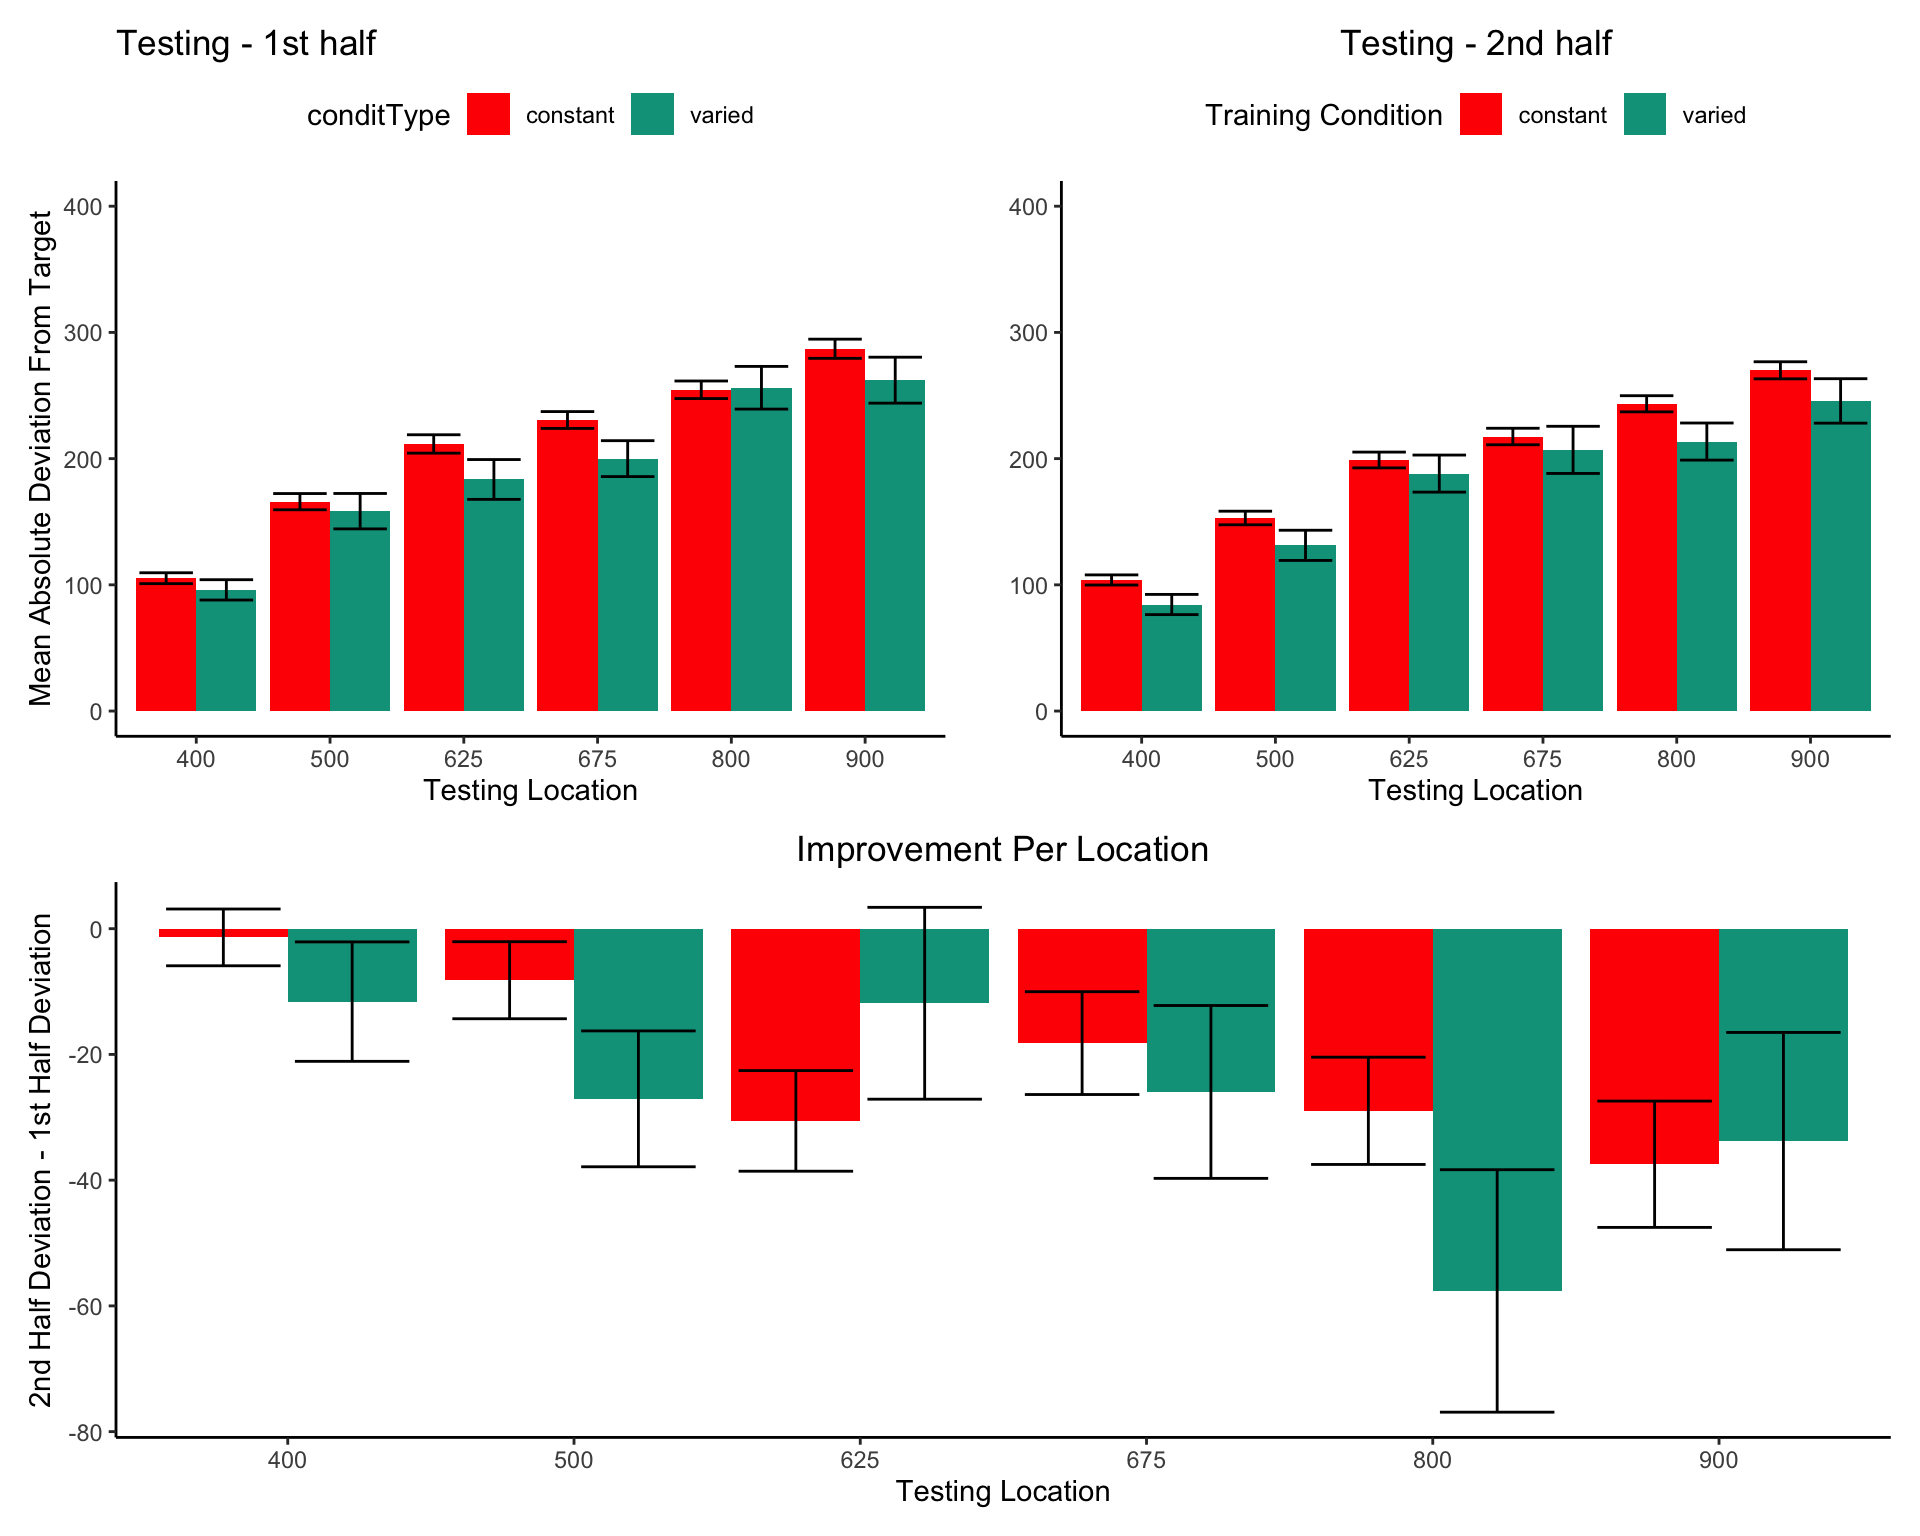 Testing - 1st half
conditType constant varied
Mean Absolute Deviation From Target
400
300
200
100
0
400 500 625 675 800 900
Testing Location
Testing - 2nd half
Training Condition constant varied
400
300
200
100
0
400 500 625 675 800 900
Testing Location
Improvement Per Location
2nd Half Deviation - 1st Half Deviation
0
-20
-40
-60
-80
400 500 625 675 800 900
Testing Location